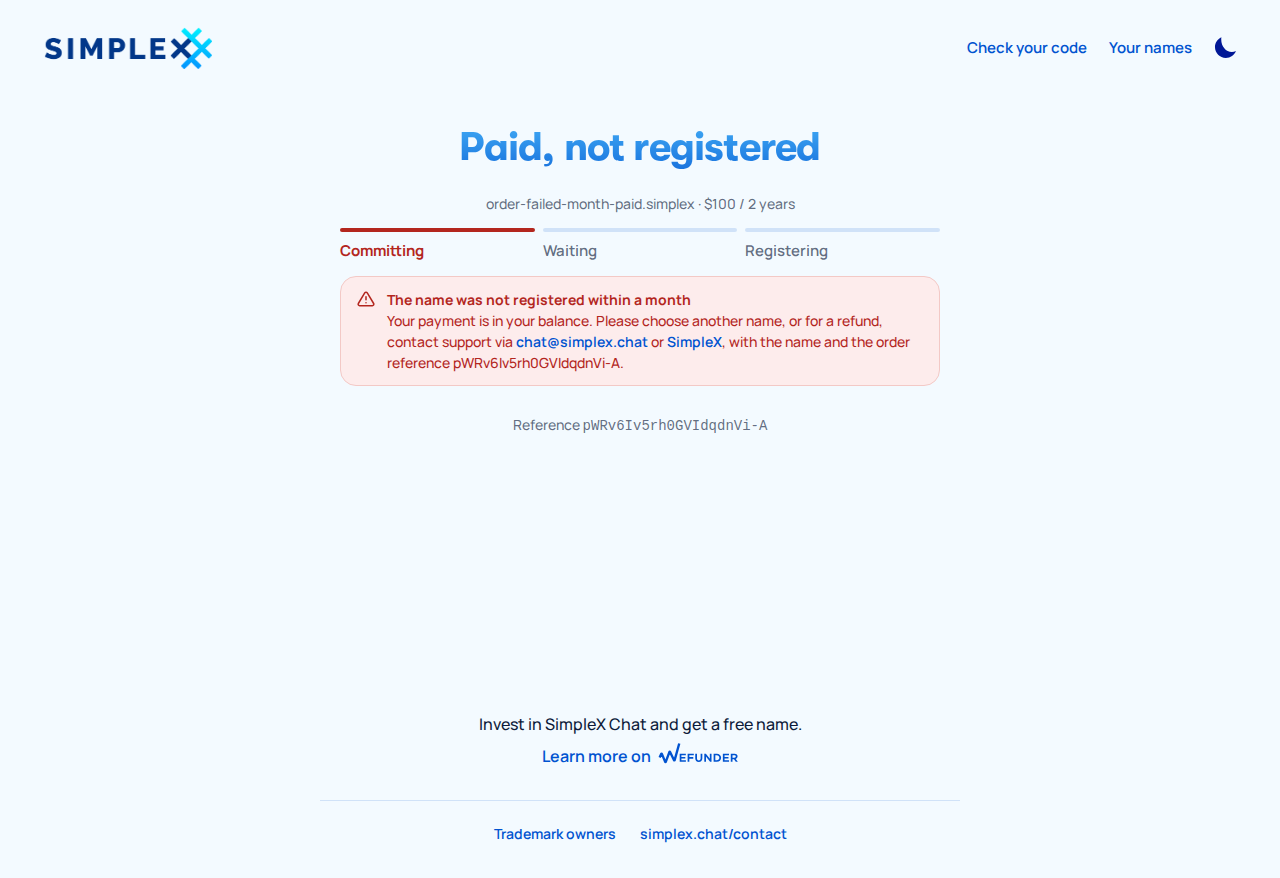 SIMPLEX
Check your code
Your names
Paid, not registered
order-failed-month-paid.simplex · $100 / 2 years
Committing
Waiting
Registering
The name was not registered within a month
Your payment is in your balance. Please choose another name, or for a refund,
contact support via chat@simplex.chat or SimpleX, with the name and the order
reference pWRv6Iv5rh0GVIdqdnVi-A.
Reference pWRv6Iv5rh0GVIdqdnVi-A
Invest in SimpleX Chat and get a free name.
Learn more on WEFUNDER
Trademark owners
simplex.chat/contact